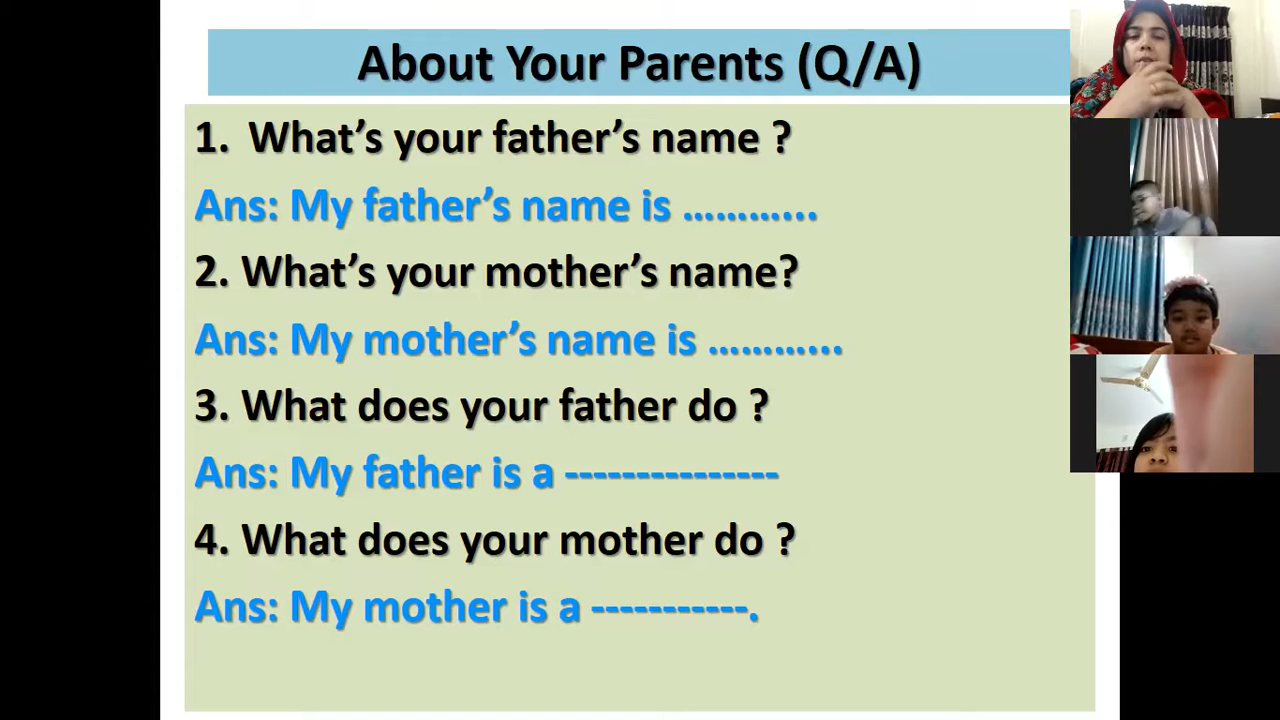 About Your Parents (Q/A)
1. What’s your father’s name ?
Ans: My father’s name is …………...
2. What’s your mother’s name?
Ans: My mother’s name is …………...
3. What does your father do ?
Ans: My father is a ---------------
4. What does your mother do ?
Ans: My mother is a -----------.